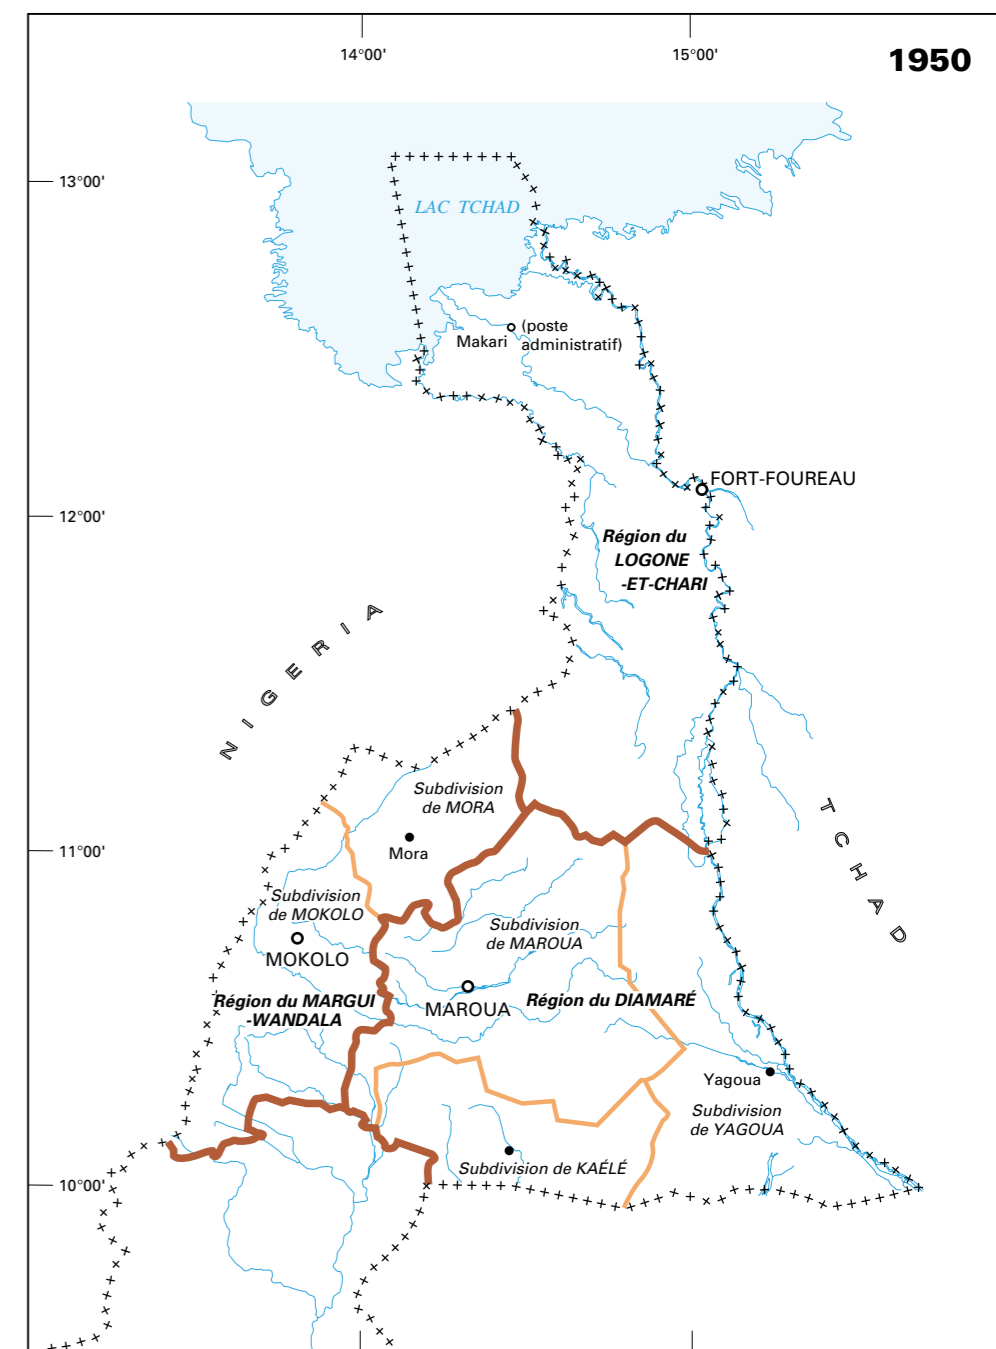 14°00'
15°00'
1950
13°00'
LAC TCHAD
(poste
administratif)
Makari
FORT-FOUREAU
12°00'
Région du
LOGONE
-ET-CHARI
NIGERIA
TCHAD
Subdivision
de MORA
Mora
11°00'
Subdivision
de MOKOLO
MOKOLO
Subdivision
de MAROUA
MAROUA
Région du MARGUI
-WANDALA
Région du DIAMARÉ
Yagoua
Subdivision
de YAGOUA
Subdivision de KAÉLÉ
10°00'